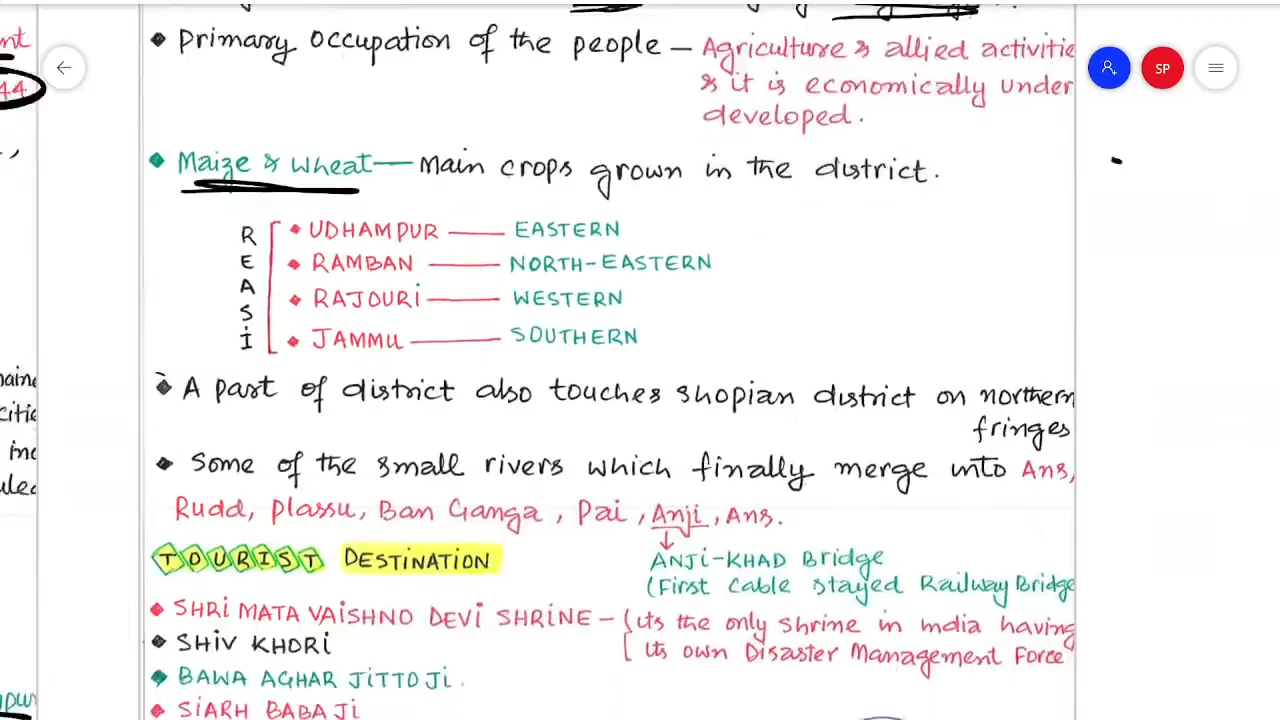 nt
44
Primary occupation of the people — Agriculture & allied activitie
& it is economically under
developed.
SP
Maize & Wheat — Main crops grown in the district.
REASI
UDHAMPUR — EASTERN
RAMBAN — NORTH-EASTERN
RAJOURI — WESTERN
JAMMU — SOUTHERN
A part of district also touches Shopian district on northern
fringes
Some of the small rivers which finally merge into Ans,
Rudd, Plassu, Ban Ganga, Pai, Anji, Ans.
TOURIST DESTINATION
ANJI-KHAD Bridge
(First Cable stayed Railway Bridge
SHRI MATA VAISHNO DEVI SHRINE – its the only shrine in India having
its own Disaster Management Force
SHIV KHORI
BAWA AGHAR JITTO JI.
SIARH BABA JI